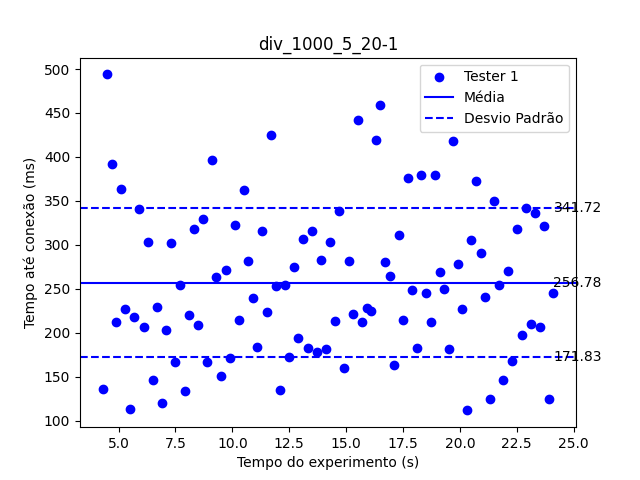 div_1000_5_20-1
Tester 1
Média
Desvio Padrão
Tempo até conexão (ms)
500
450
400
350
300
250
200
150
100
341.72
256.78
171.83
5.0 7.5 10.0 12.5 15.0 17.5 20.0 22.5 25.0
Tempo do experimento (s)